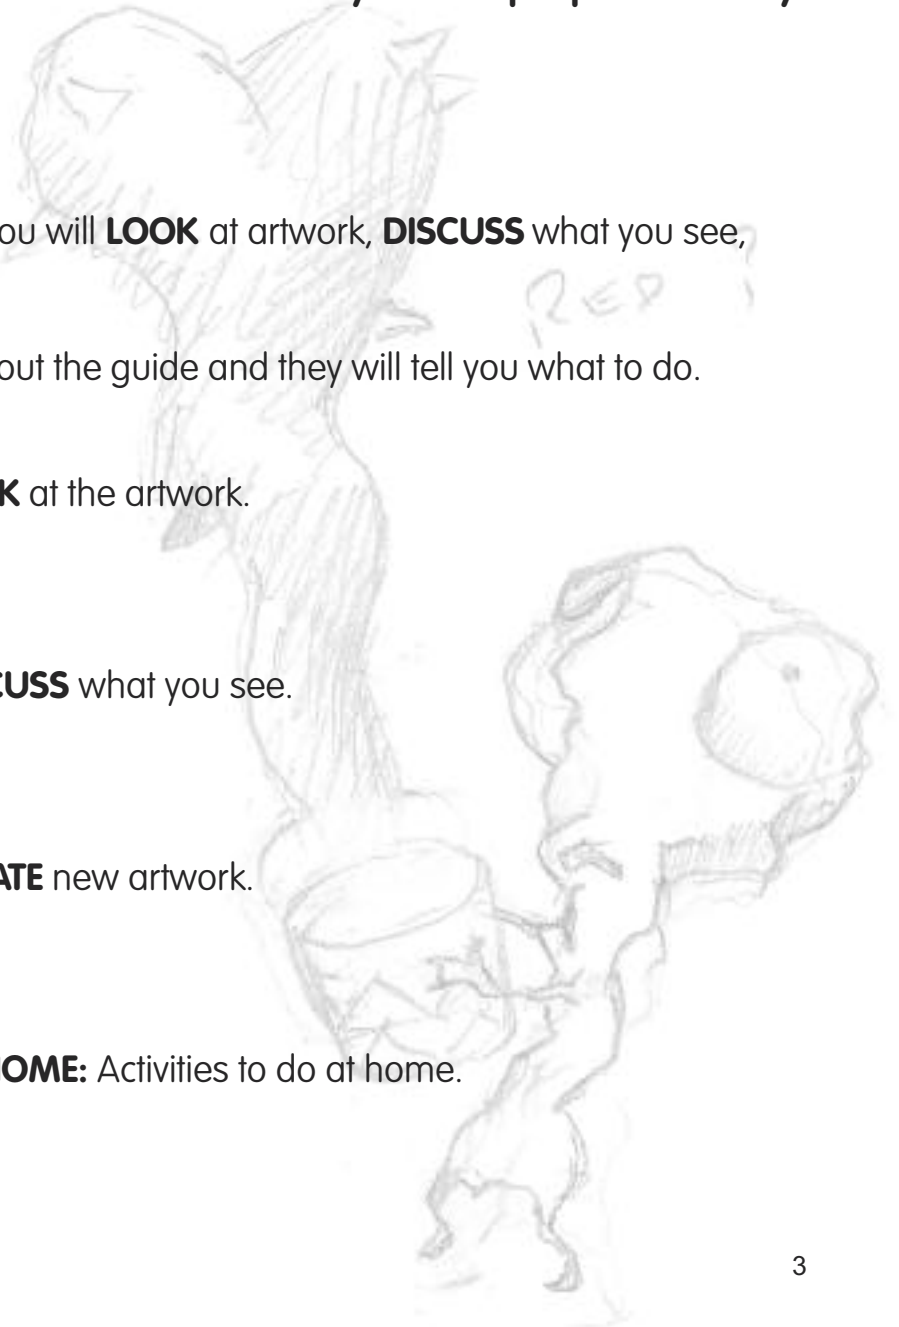 ou will LOOK at artwork, DISCUSS what you see,
RED ?
out the guide and they will tell you what to do.
K at the artwork.
CUSS what you see.
ATE new artwork.
OME: Activities to do at home.
3